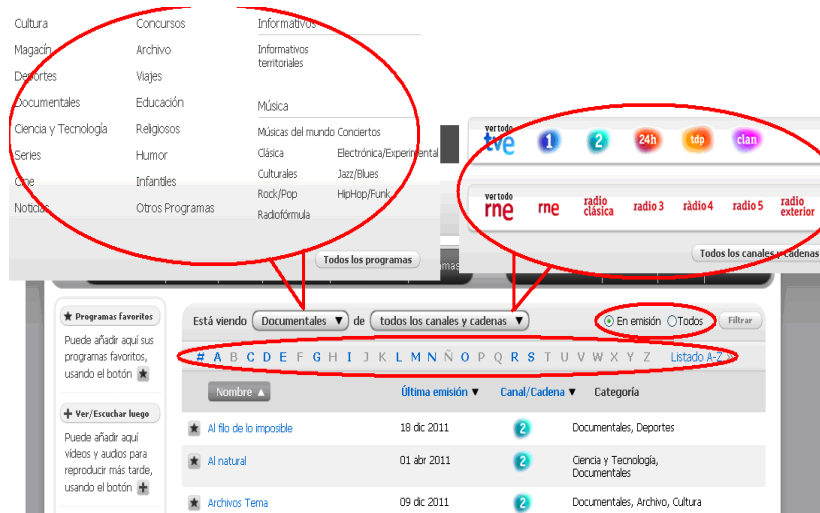 Cultura Concursos Informativos
Magacín Archivo Informativos territoriales
Deportes Viajes
Documentales Educación Música
Ciencia y Tecnología Religiosos Músicas del mundo Conciertos
Series Humor Clásica Electrónica/Experimental
Cine Infantiles Culturales Jazz/Blues
Noticias Otros Programas Rock/Pop HipHop/Funk
Radiofórmula
Todos los programas
ver todo
tve 1 2 24h tdp clan
ver todo
rne rne radio clásica radio 3 ràdio 4 radio 5 radio exterior
Todos los canales y cadenas
Programas favoritos
Puede añadir aquí sus
programas favoritos,
usando el botón
Ver/Escuchar luego
Puede añadir aquí
vídeos y audios para
reproducir más tarde,
usando el botón
Está viendo Documentales ▼ de todos los canales y cadenas ▼ En emisión Todos Filtrar
# A B C D E F G H I J K L M N Ñ O P Q R S T U V W X Y Z Listado A-Z
Nombre ▲ Última emisión ▼ Canal/Cadena ▼ Categoría
Al filo de lo imposible 18 dic 2011 2 Documentales, Deportes
Al natural 01 abr 2011 2 Ciencia y Tecnología,
Documentales
Archivos Tema 09 dic 2011 2 Documentales, Archivo, Cultura